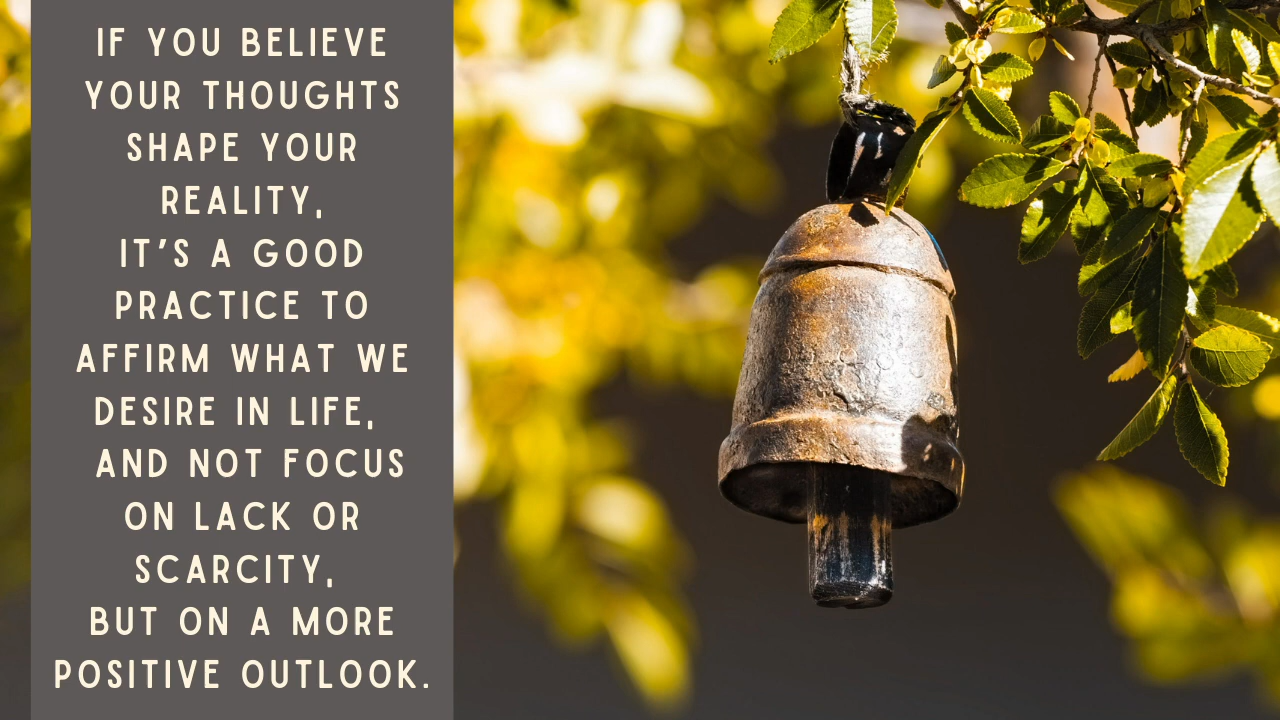 IF YOU BELIEVE
YOUR THOUGHTS
SHAPE YOUR
REALITY,
IT'S A GOOD
PRACTICE TO
AFFIRM WHAT WE
DESIRE IN LIFE,
AND NOT FOCUS
ON LACK OR
SCARCITY,
BUT ON A MORE
POSITIVE OUTLOOK.